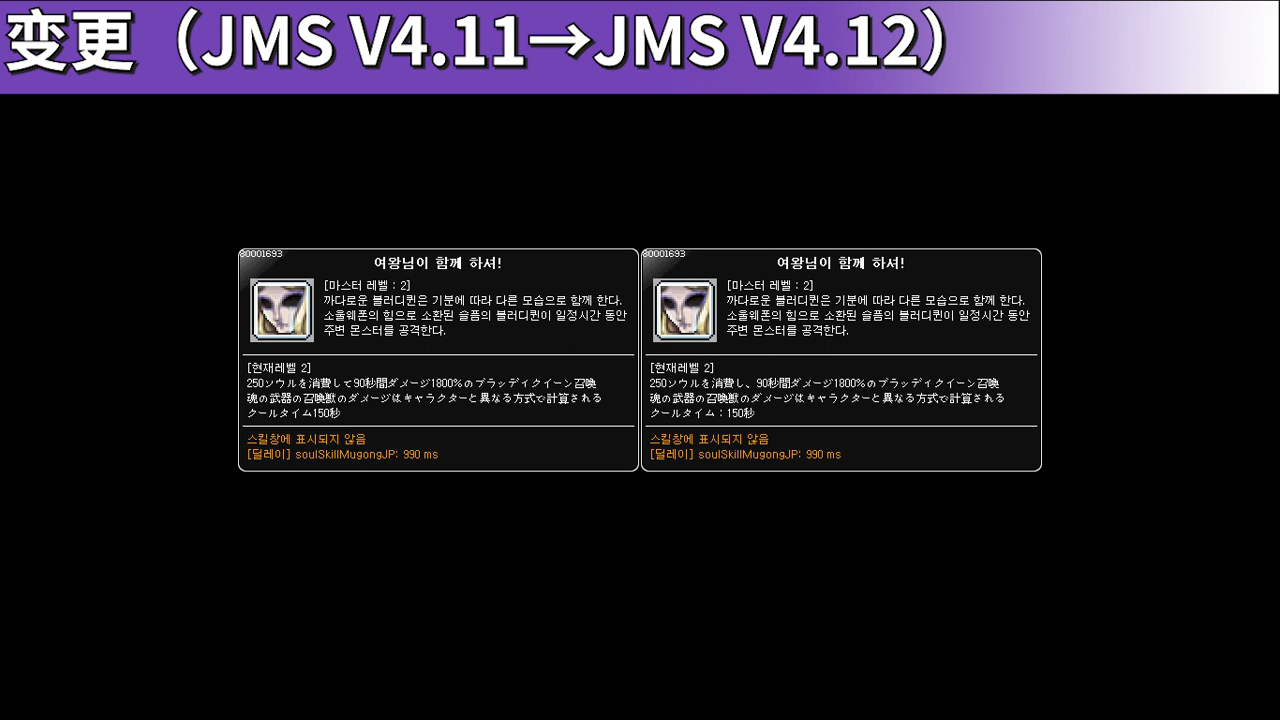 变更（JMS V4.11→JMS V4.12）
80001693
여왕님이 함께 하셔!
[마스터 레벨 : 2]
까다로운 블러디퀸은 기분에 따라 다른 모습으로 함께 한다.
소울웨폰의 힘으로 소환된 슬픔의 블러디퀸이 일정시간 동안
주변 몬스터를 공격한다.
[현재레벨 2]
250ソウルを消費して90秒間ダメージ1800%のブラッディクイーン召喚
魂の武器の召喚獣のダメージはキャラクターと異なる方式で計算される
クールタイム150秒
스킬창에 표시되지 않음
[딜레이] soulSkillMugongJP: 990 ms
80001693
여왕님이 함께 하셔!
[마스터 레벨 : 2]
까다로운 블러디퀸은 기분에 따라 다른 모습으로 함께 한다.
소울웨폰의 힘으로 소환된 슬픔의 블러디퀸이 일정시간 동안
주변 몬스터를 공격한다.
[현재레벨 2]
250ソウルを消費し、90秒間ダメージ1800%のブラッディクイーン召喚
魂の武器の召喚獣のダメージはキャラクターと異なる方式で計算される
クールタイム：150秒
스킬창에 표시되지 않음
[딜레이] soulSkillMugongJP: 990 ms